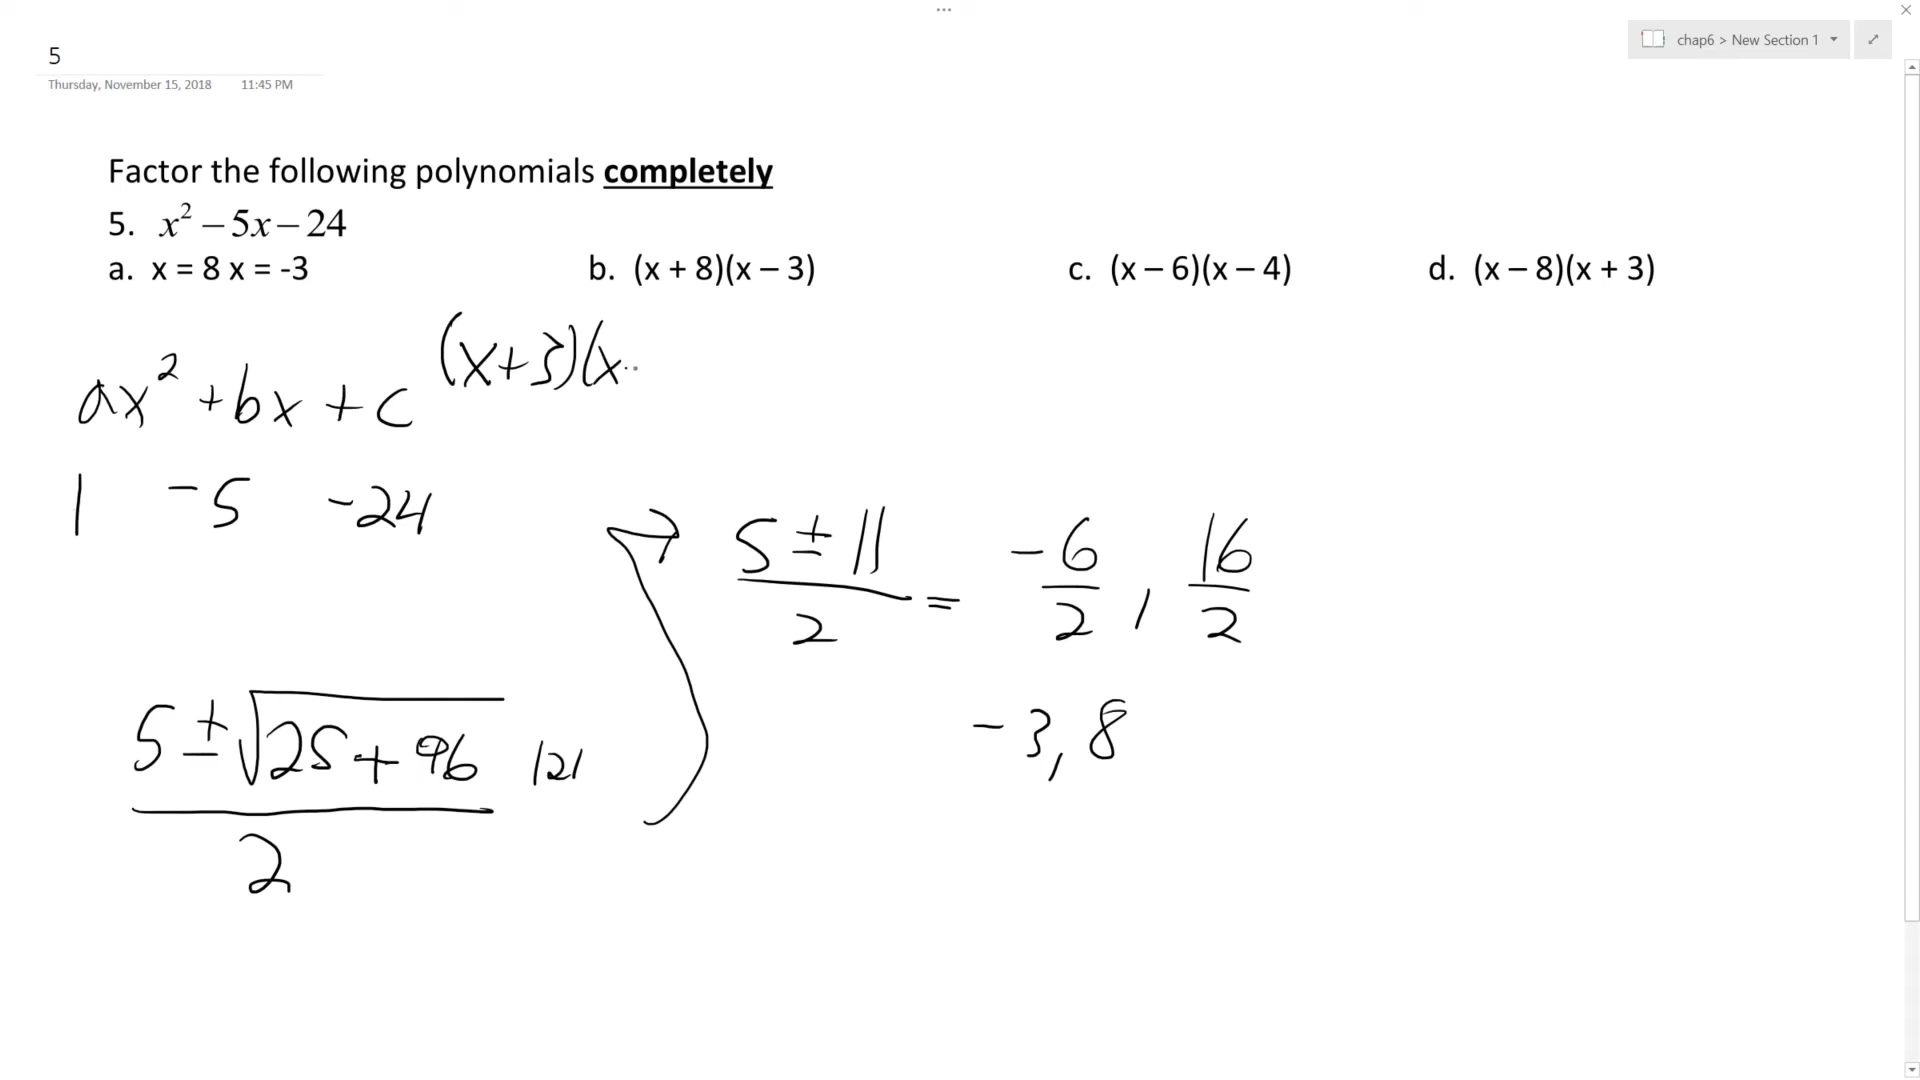 ...
chap6 > New Section 1
5
Thursday, November 15, 2018 11:45 PM
Factor the following polynomials completely
5. x² – 5x – 24
a. x = 8 x = -3 b. (x + 8)(x – 3) c. (x – 6)(x – 4) d. (x – 8)(x + 3)
(x+3)(x-
ax² +bx + c
1 -5 -24
5 ± 11 / 2 = -6/2 , 16/2
5 ± √25 + 96 / 2 121
-3, 8